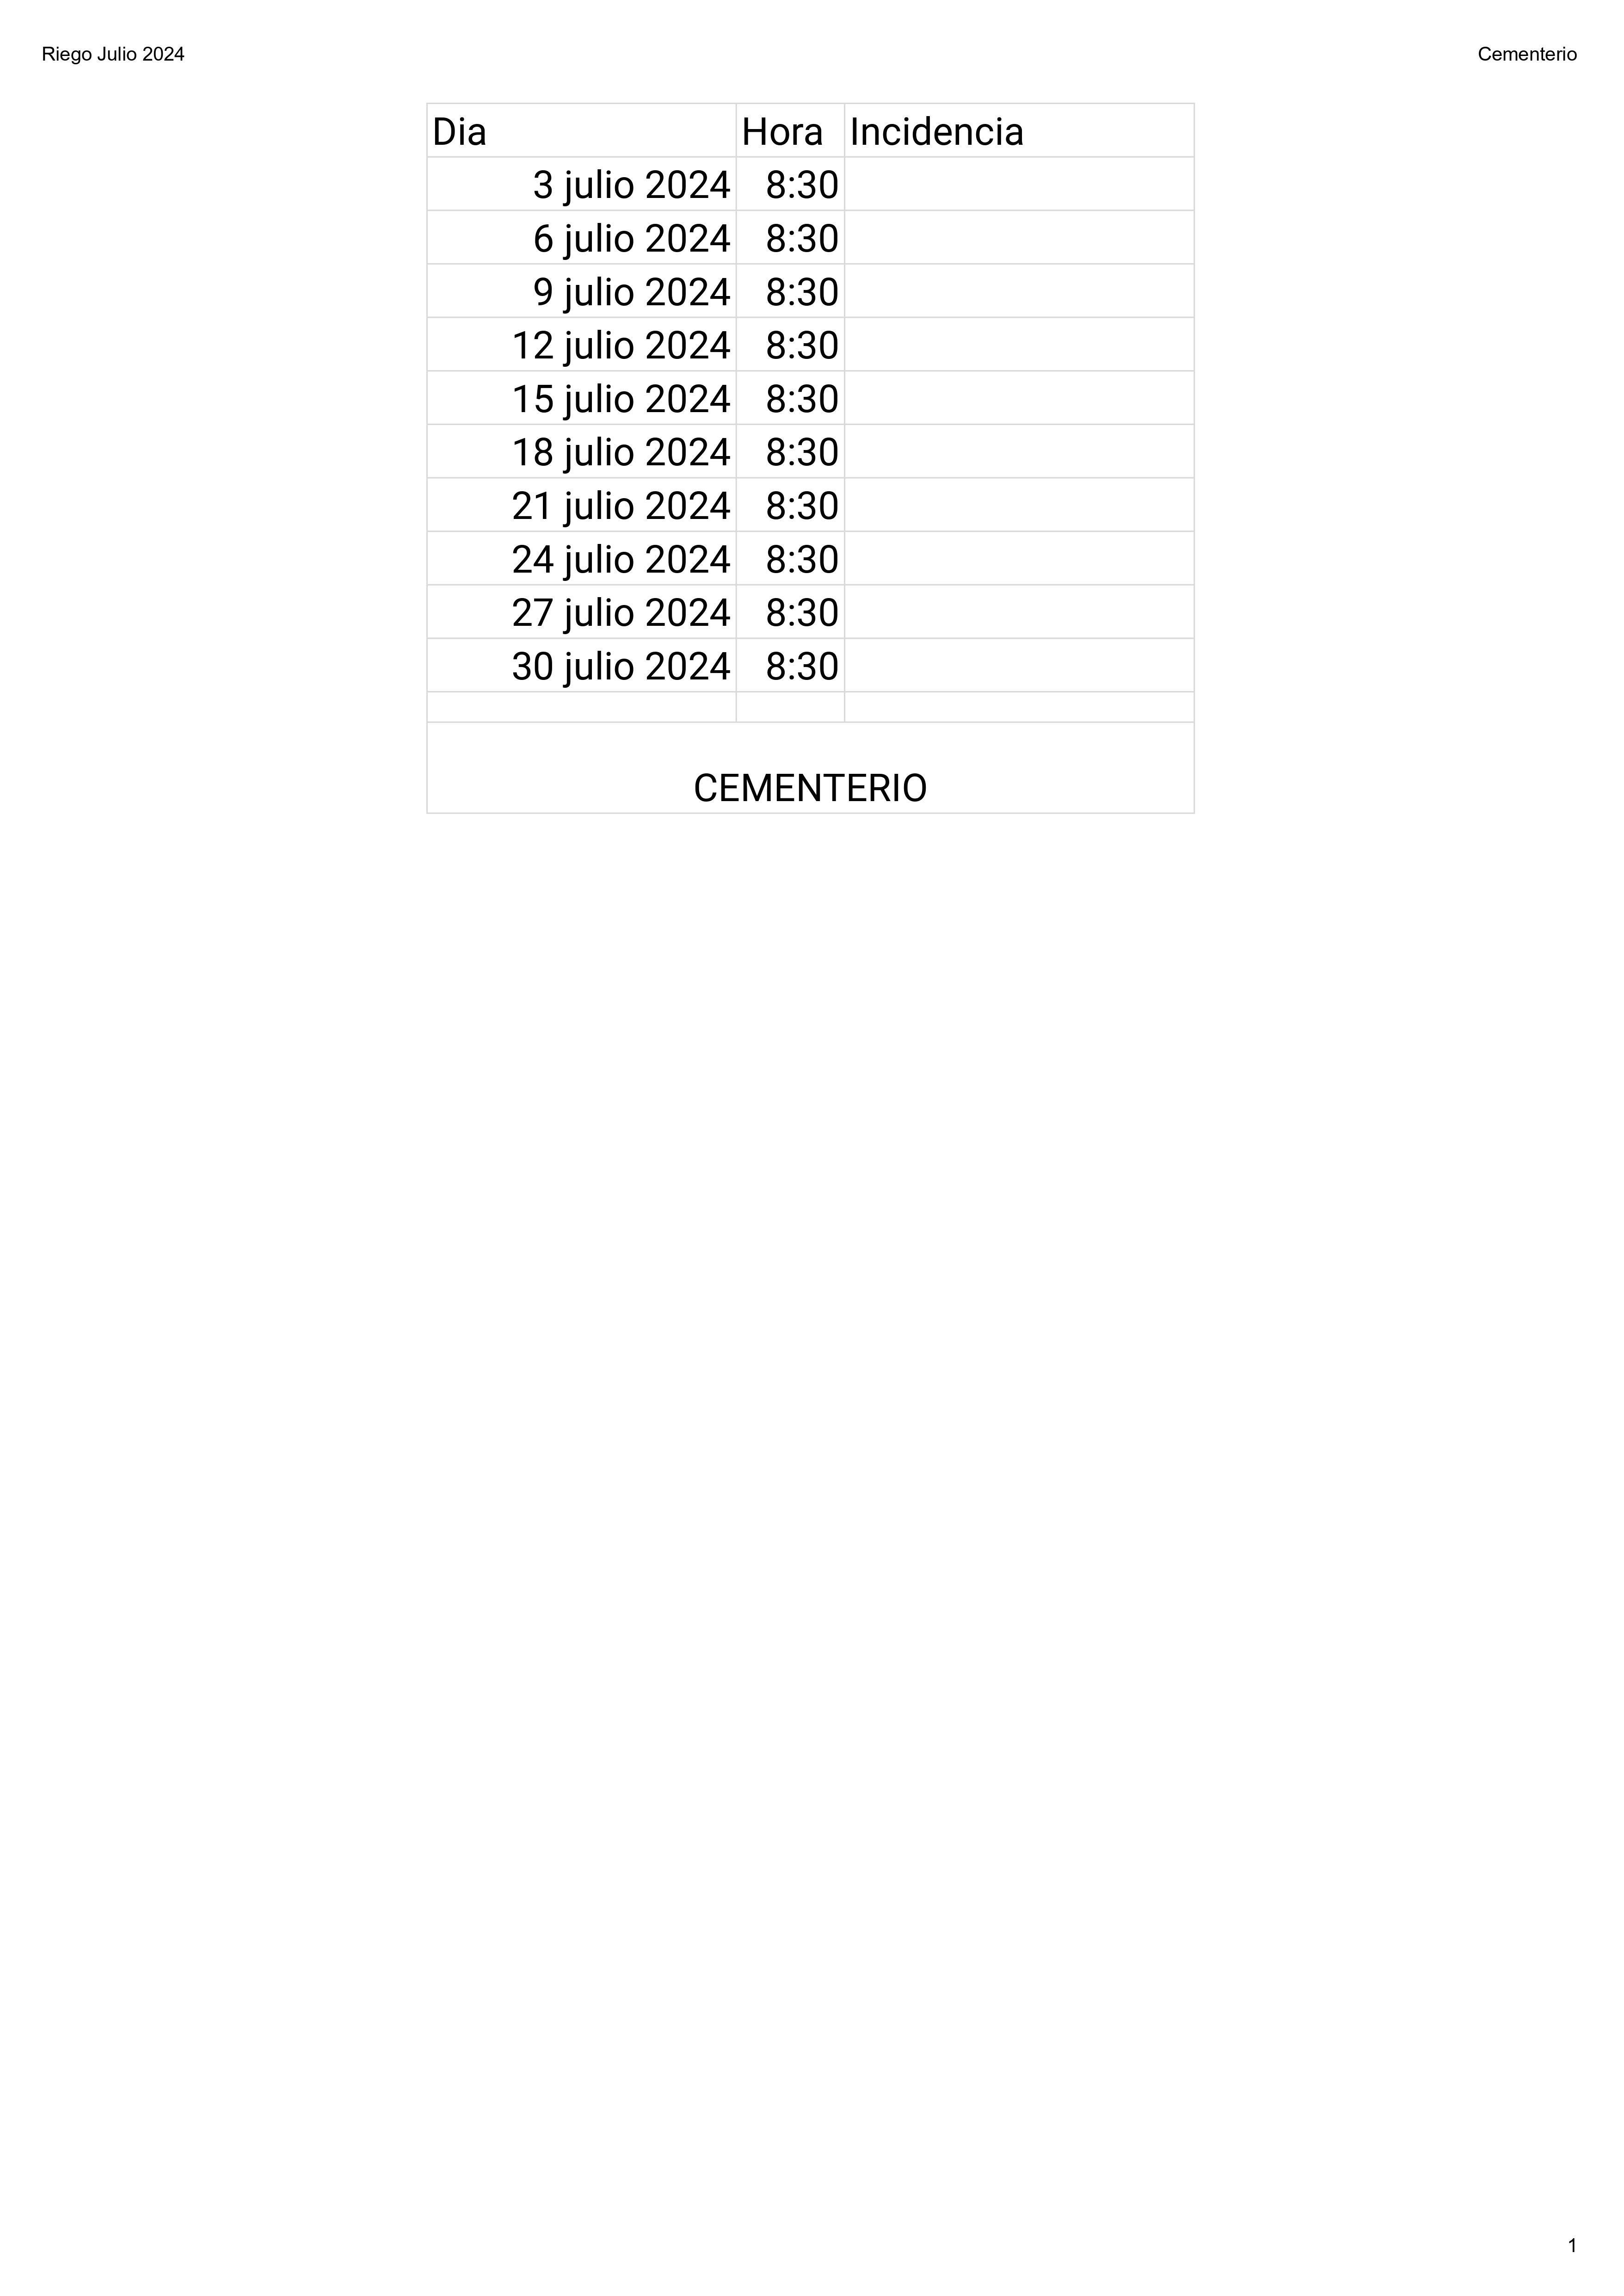 Riego Julio 2024 Cementerio
Dia Hora Incidencia
3 julio 2024 8:30
6 julio 2024 8:30
9 julio 2024 8:30
12 julio 2024 8:30
15 julio 2024 8:30
18 julio 2024 8:30
21 julio 2024 8:30
24 julio 2024 8:30
27 julio 2024 8:30
30 julio 2024 8:30
CEMENTERIO
1